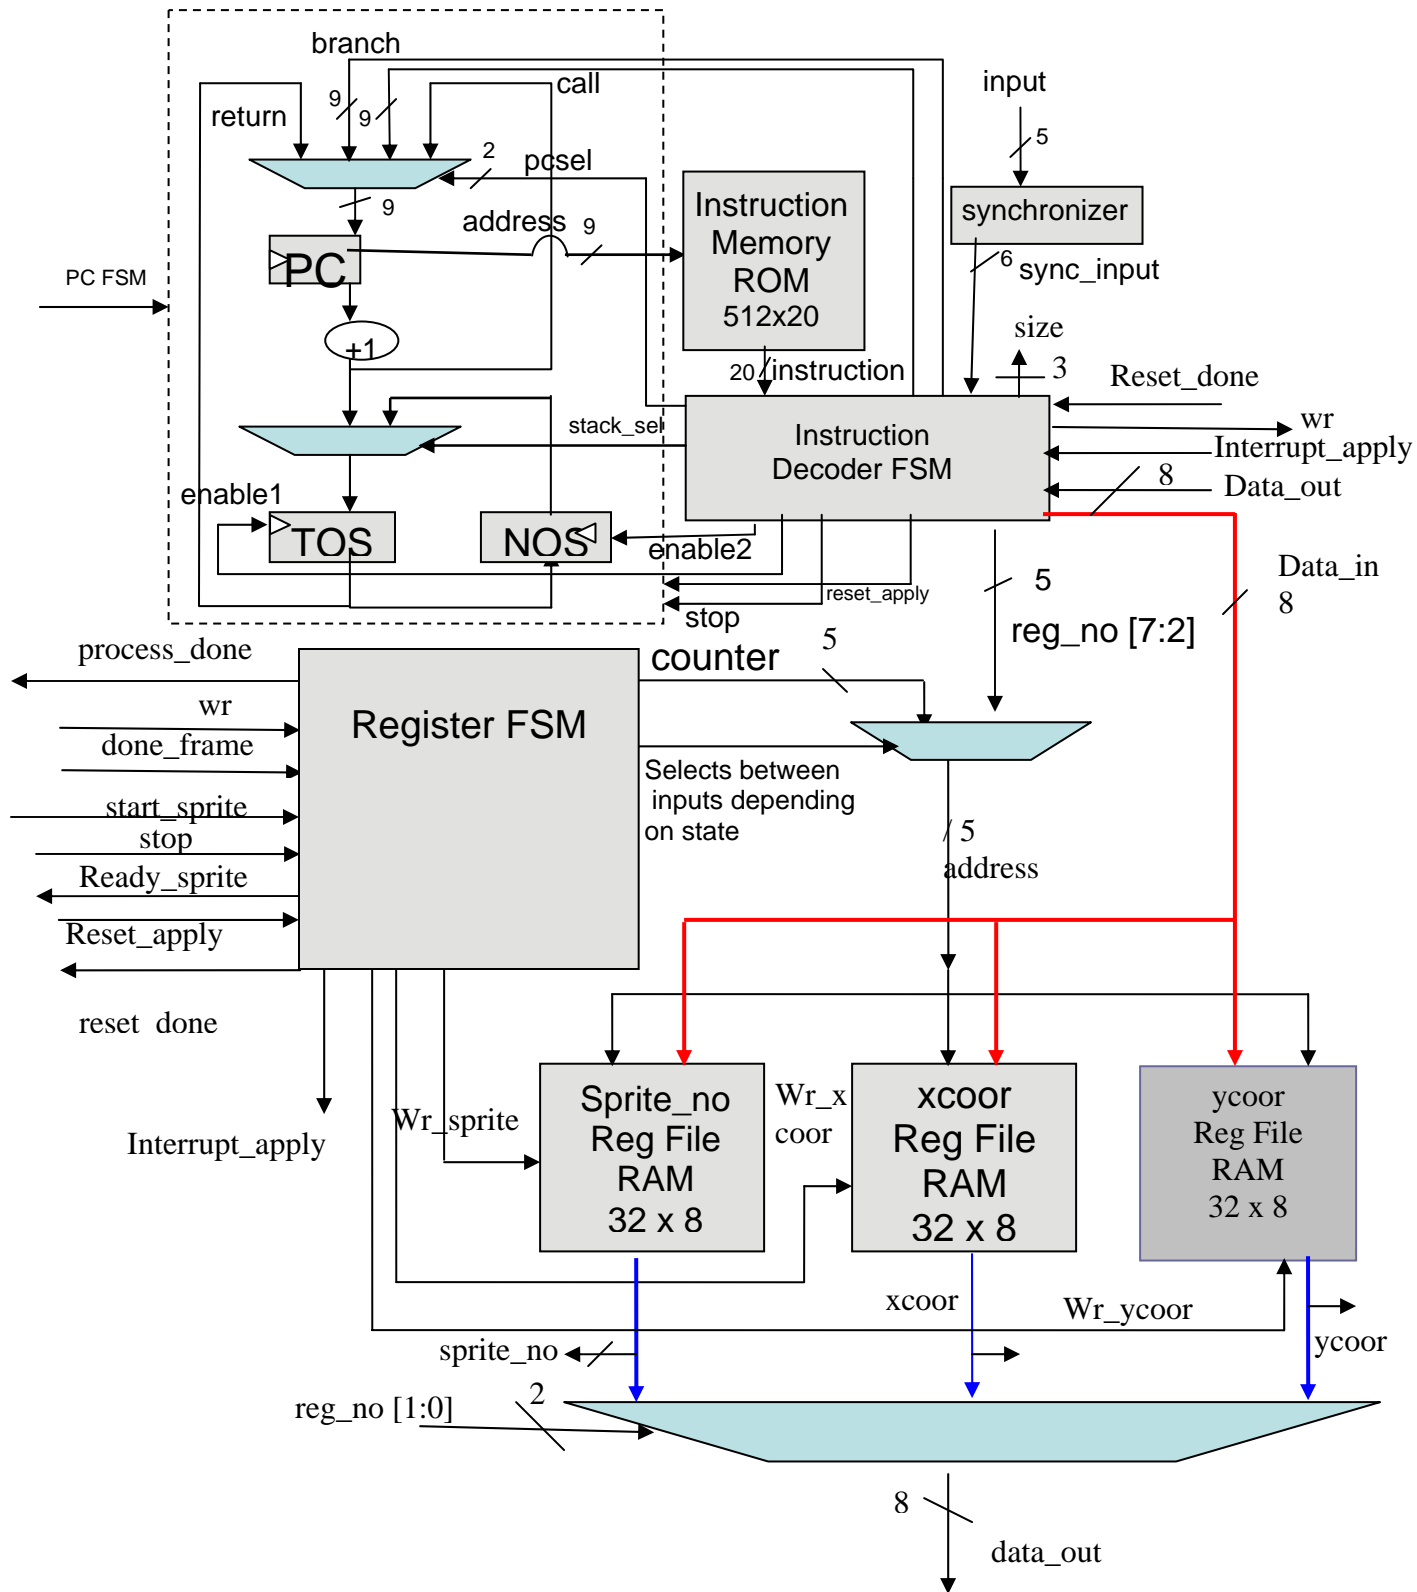 branch
call
input
9
9
5
return
2
pcsel
Instruction
Memory
ROM
512x20
synchronizer
9
address
9
6
sync_input
PC FSM
PC
size
+1
20
instruction
3
Reset_done
wr
stack_sel
Instruction
Decoder FSM
Interrupt_apply
8
Data_out
enable1
TOS
NOS
enable2
Data_in
8
5
reset_apply
stop
reg_no [7:2]
process_done
counter
5
wr
Register FSM
done_frame
Selects between
inputs depending
on state
start_sprite
stop
5
address
Ready_sprite
Reset_apply
reset done
Sprite_no
Reg File
RAM
32 x 8
Wr_x
coor
xcoor
Reg File
RAM
32 x 8
ycoor
Reg File
RAM
32 x 8
Wr_sprite
Interrupt_apply
xcoor
Wr_ycoor
sprite_no
ycoor
reg_no [1:0]
2
8
data_out